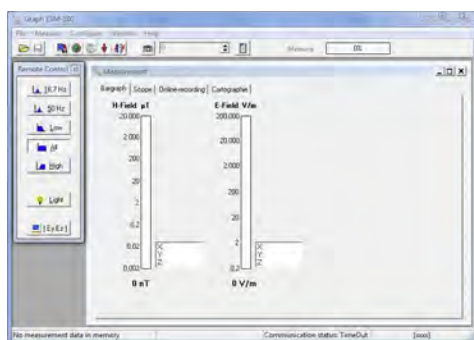 Graph ESM-100
File Measure Configure Window Help
Memory
Remote Control
16.7 Hz
50 Hz
Low
All
High
Light
Measurement
Bargraph Scope Online recording Cartographie
H-Field µT E-Field V/m
20.000 200.000
2.000 20.000
200 2.000
20 200
2 20
0.2
0.02 2
0.002 0.2
X X
Y Y
Z Z
0 nT 0 V/m
No measurement data in memory Communication status: TimeOut [xxxx]